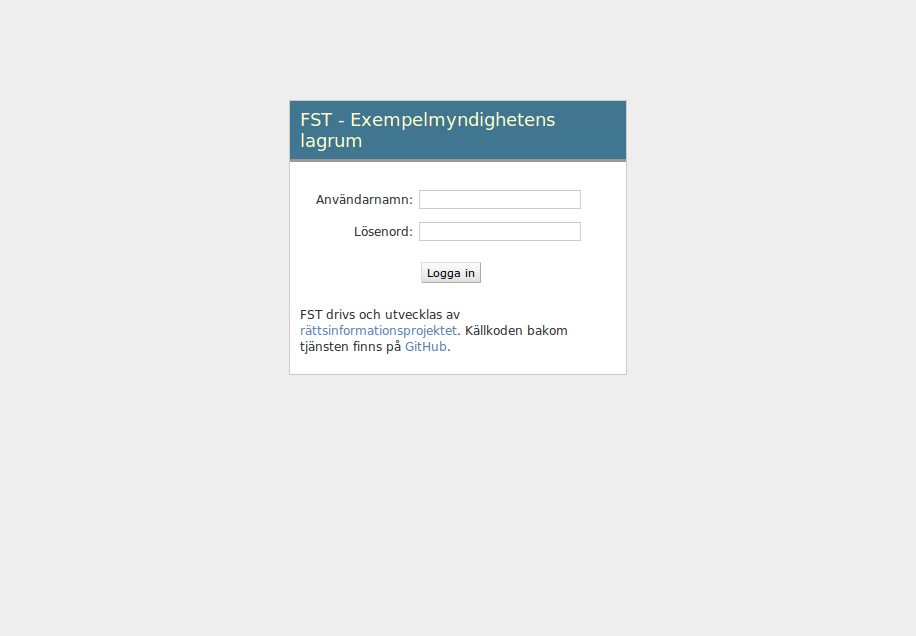 FST - Exempelmyndighetens
lagrum
Användarnamn:
Lösenord:
Logga in
FST drivs och utvecklas av
rättsinformationsprojektet. Källkoden bakom
tjänsten finns på GitHub.